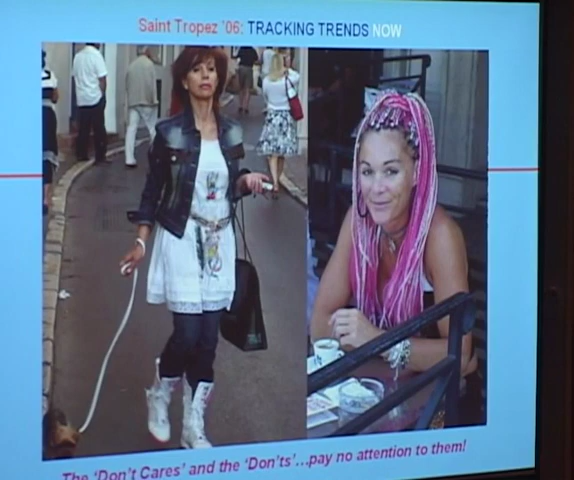 Saint Tropez '06: TRACKING TRENDS NOW
The 'Don't Cares' and the 'Don'ts'...pay no attention to them!